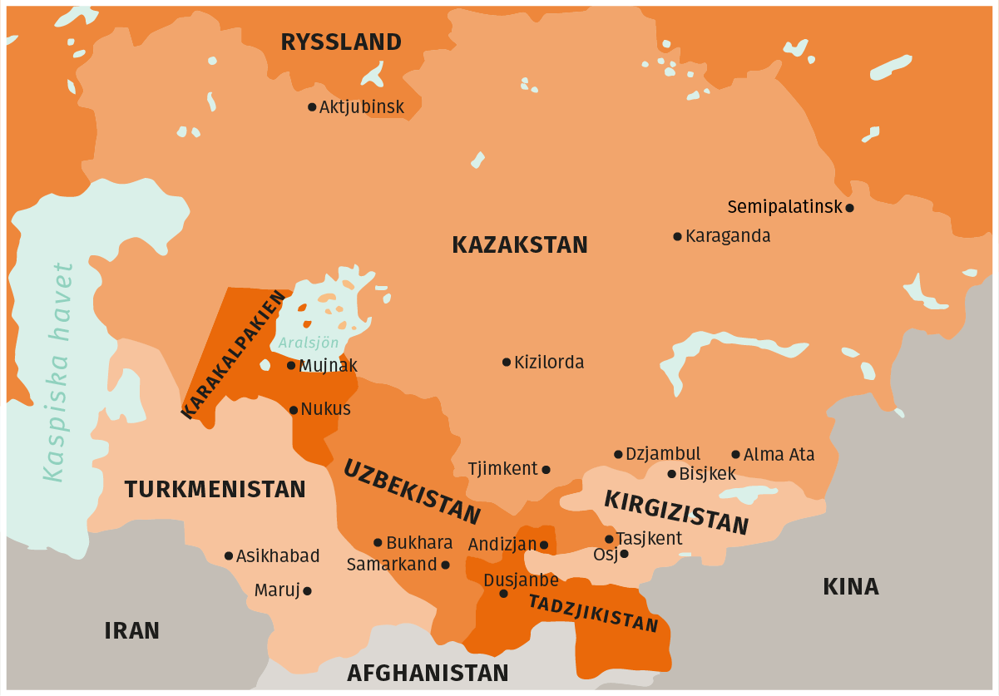 RYSSLAND
Aktjubinsk
Semipalatinsk
Karaganda
KAZAKSTAN
Kaspiska havet
KARAKALPAKIEN
Aralsjön
Mujnak
Kizilorda
Nukus
Tjimkent
Dzjambul
Alma Ata
Bisjkek
TURKMENISTAN
UZBEKISTAN
KIRGIZISTAN
Asikhabad
Bukhara
Andizjan
Tasjkent
Osj
Samarkand
Dusjanbe
Maruj
TADZJIKISTAN
KINA
IRAN
AFGHANISTAN